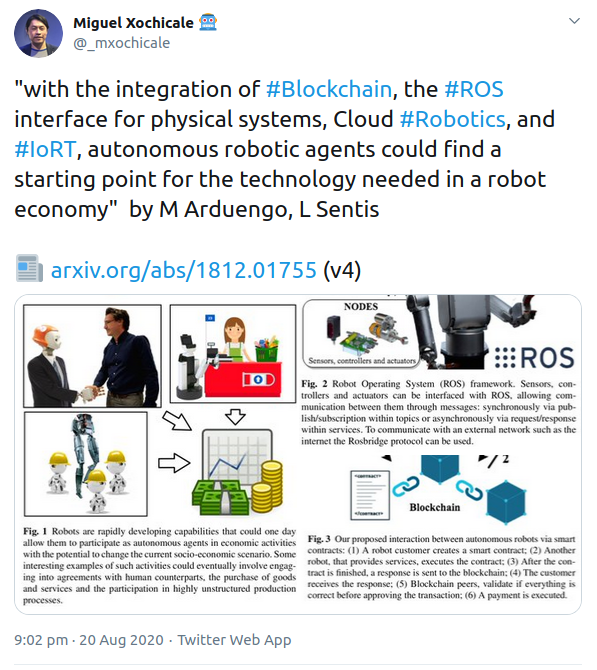 Miguel Xochicale 🤖
@_mxochicale
"with the integration of #Blockchain, the #ROS
interface for physical systems, Cloud #Robotics, and
#IoRT, autonomous robotic agents could find a
starting point for the technology needed in a robot
economy"  by M Arduengo, L Sentis
📰 arxiv.org/abs/1812.01755 (v4)
Fig. 1 Robots are rapidly developing capabilities that could one day
allow them to participate as autonomous agents in economic activities
with the potential to change the current socio-economic scenario. Some
interesting examples of such activities could eventually involve engag-
ing into agreements with human counterparts, the purchase of goods
and services and the participation in highly unstructured production
processes.
NODES
Sensors, controllers and actuators
ROS
Fig. 2 Robot Operating System (ROS) framework. Sensors, con-
trollers and actuators can be interfaced with ROS, allowing com-
munication between them through messages: synchronously via pub-
lish/subscription within topics or asynchronously via request/response
within services. To communicate with an external network such as the
internet the Rosbridge protocol can be used.
<contract>
</contract>
Blockchain
2
Fig. 3 Our proposed interaction between autonomous robots via smart
contracts: (1) A robot customer creates a smart contract; (2) Another
robot, that provides services, executes the contract; (3) After the con-
tract is finished, a response is sent to the blockchain; (4) The customer
receives the response; (5) Blockchain peers, validate if everything is
correct before approving the transaction; (6) A payment is executed.
9:02 pm · 20 Aug 2020 · Twitter Web App